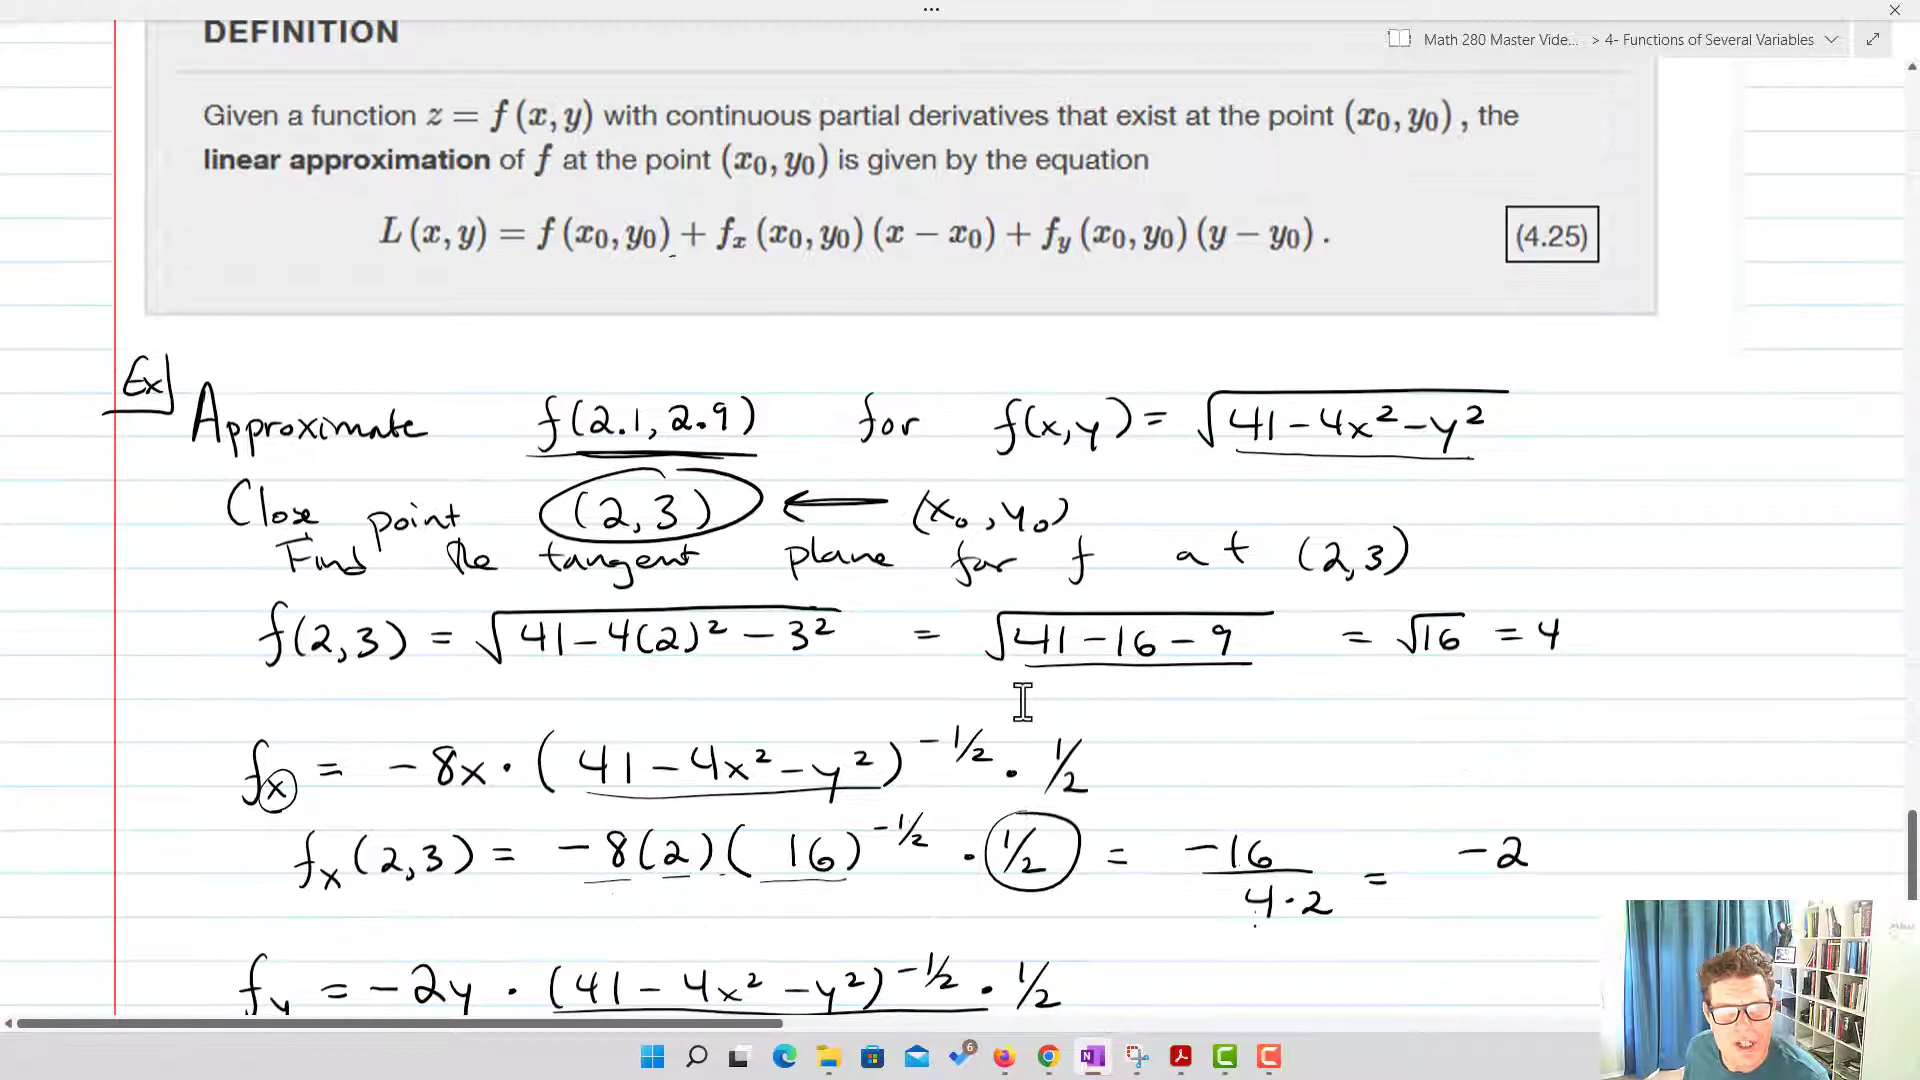 DEFINITION
Math 280 Master Vide... > 4- Functions of Several Variables
Given a function z = f (x, y) with continuous partial derivatives that exist at the point (x₀, y₀) , the
linear approximation of f at the point (x₀, y₀) is given by the equation
L (x, y) = f (x₀, y₀) + fₓ (x₀, y₀) (x − x₀) + f_y (x₀, y₀) (y − y₀) .
(4.25)
Ex
Approximate f(2.1, 2.9) for f(x,y) = √(41 − 4x² − y²)
Close point (2, 3) ← (x₀, y₀)
Find the tangent plane for f at (2,3)
f(2,3) = √(41 − 4(2)² − 3²) = √(41 − 16 − 9) = √16 = 4
fₓ = −8x · (41 − 4x² − y²)^(−1/2) · 1/2
fₓ(2,3) = −8(2)(16)^(−1/2) · 1/2 = −16/(4·2) = −2
f_y = −2y · (41 − 4x² − y²)^(−1/2) · 1/2
6